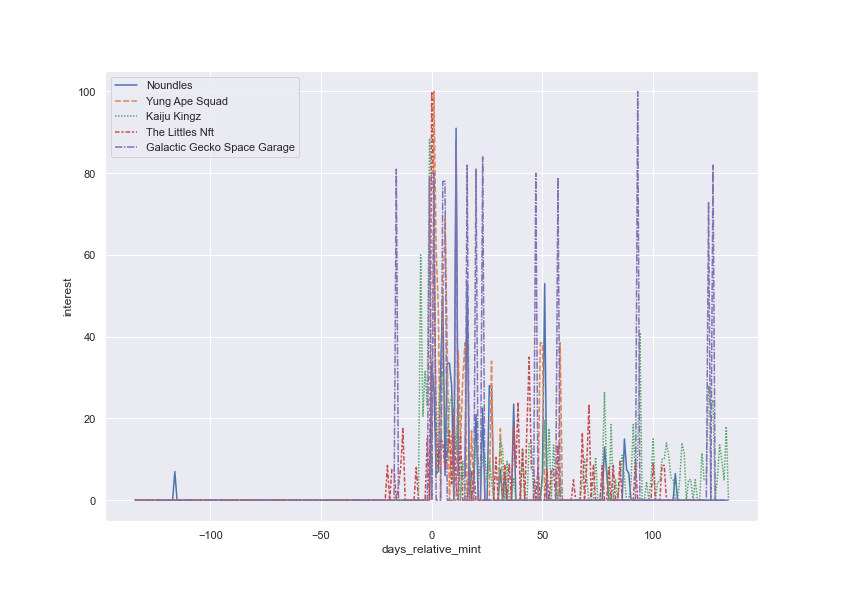 Noundles
Yung Ape Squad
Kaiju Kingz
The Littles Nft
Galactic Gecko Space Garage
100
80
60
40
20
0
interest
−100
−50
0
50
100
days_relative_mint